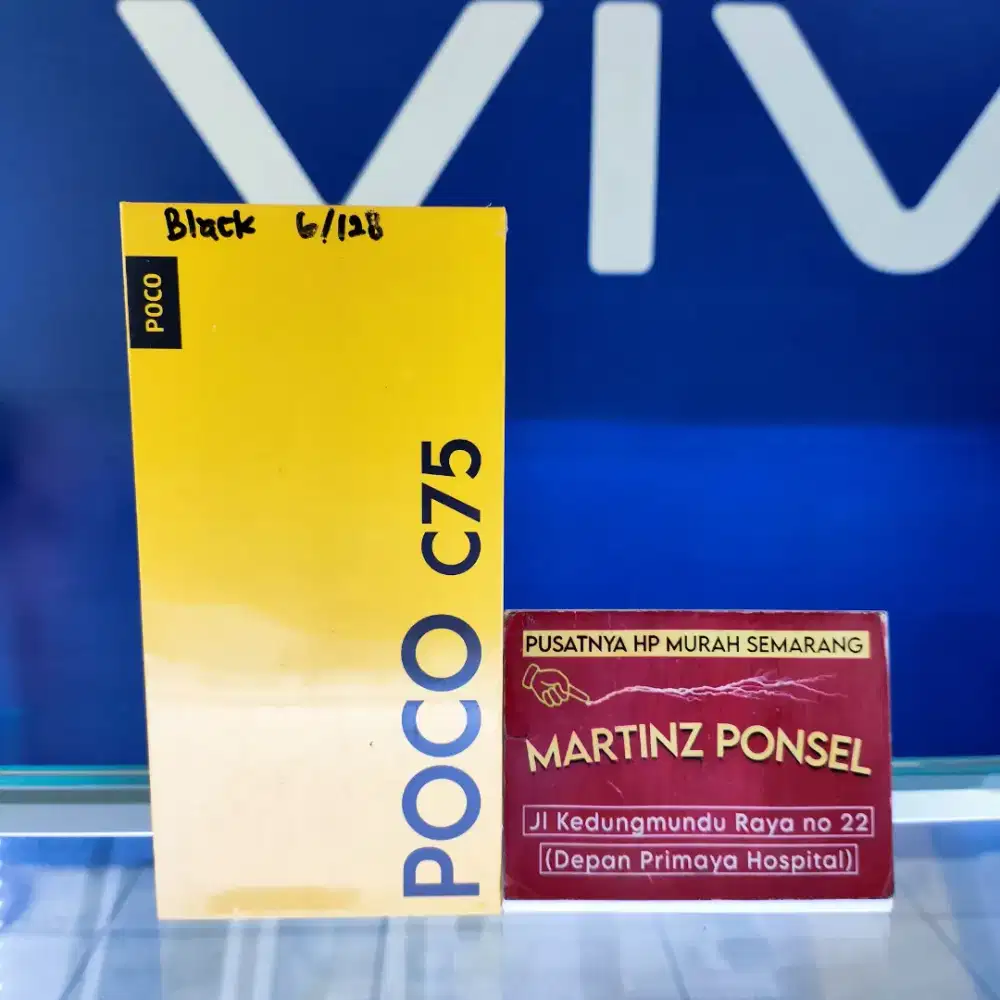 VIV
Black 6/128
POCO
POCO C75
PUSATNYA HP MURAH SEMARANG
MARTINZ PONSEL
Jl Kedungmundu Raya no 22
(Depan Primaya Hospital)